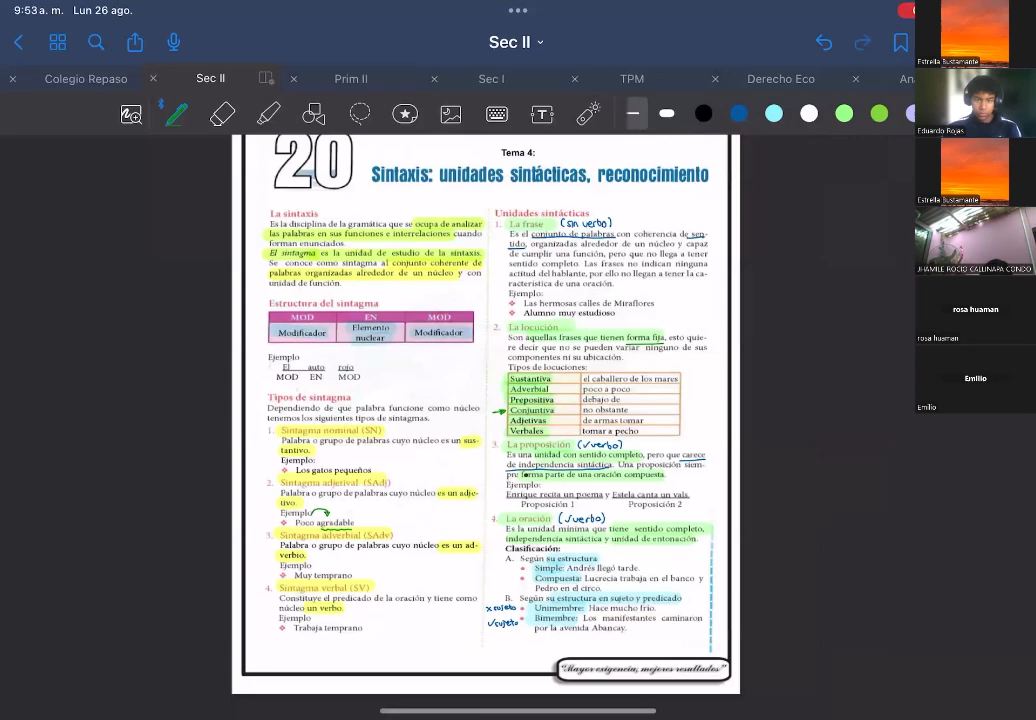 9:53 a. m.  Lun 26 ago.
Sec II
Colegio Repaso
Sec II
Prim II
Sec I
TPM
Derecho Eco
An
20
Tema 4:
Sintaxis: unidades sintácticas, reconocimiento
La sintaxis
Es la disciplina de la gramática que se ocupa de analizar
las palabras en sus funciones e interrelaciones cuando
forman enunciados.
El sintagma es la unidad de estudio de la sintaxis.
Se conoce como sintagma al conjunto coherente de
palabras organizadas alrededor de un núcleo y con
unidad de función.
Estructura del sintagma
MOD EN MOD
Modificador Elemento nuclear Modificador
Ejemplo
El auto rojo
MOD EN MOD
Tipos de sintagma
Dependiendo de que palabra funcione como núcleo
tenemos los siguientes tipos de sintagmas.
1. Sintagma nominal (SN)
Palabra o grupo de palabras cuyo núcleo es un sus-
tantivo.
Ejemplo:
Los gatos pequeños
2. Sintagma adjetival (SAdj)
Palabra o grupo de palabras cuyo núcleo es un adje-
tivo.
Ejemplo
Poco agradable
3. Sintagma adverbial (SAdv)
Palabra o grupo de palabras cuyo núcleo es un ad-
verbio.
Ejemplo
Muy temprano
4. Sintagma verbal (SV)
Constituye el predicado de la oración y tiene como
núcleo un verbo.
Ejemplo
Trabaja temprano
Unidades sintácticas
1. La frase (sin verbo)
Es el conjunto de palabras con coherencia de sen-
tido, organizadas alrededor de un núcleo y capaz
de cumplir una función, pero que no llega a tener
sentido completo. Las frases no indican ninguna
actitud del hablante, por ello no llegan a tener la ca-
racterística de una oración.
Ejemplo:
Las hermosas calles de Miraflores
Alumno muy estudioso
2. La locución
Son aquellas frases que tienen forma fija, esto quie-
re decir que no se pueden variar ninguno de sus
componentes ni su ubicación.
Tipos de locuciones:
Sustantiva el caballero de los mares
Adverbial poco a poco
Prepositiva debajo de
Conjuntiva no obstante
Adjetivas de armas tomar
Verbales tomar a pecho
3. La proposición (√verbo)
Es una unidad con sentido completo, pero que carece
de independencia sintáctica. Una proposición siem-
pre forma parte de una oración compuesta.
Ejemplo:
Enrique recita un poema y Estela canta un vals.
Proposición 1 Proposición 2
4. La oración (√verbo)
Es la unidad mínima que tiene sentido completo,
independencia sintáctica y unidad de entonación.
Clasificación:
A. Según su estructura
Simple: Andrés llegó tarde.
Compuesta: Lucrecia trabaja en el banco y
Pedro en el circo.
B. Según su estructura en sujeto y predicado
x sujeto Unimembre: Hace mucho frío.
√sujeto Bimembre: Los manifestantes caminaron
por la avenida Abancay.
"Mayor exigencia, mejores resultados"
Estrella Bustamante
Eduardo Rojas
Estrella Bustamante
JHAMILE ROCIO CALLINAPA CONDO
rosa huaman
rosa huaman
Emilio
Emilio